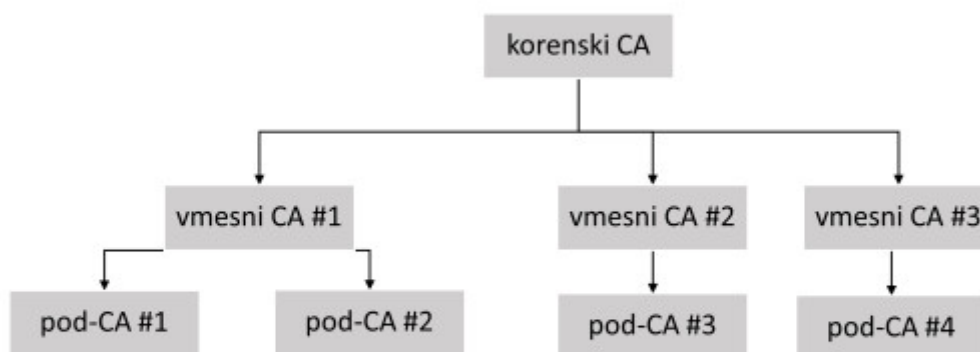 korenski CA
vmesni CA #1
vmesni CA #2
vmesni CA #3
pod-CA #1
pod-CA #2
pod-CA #3
pod-CA #4